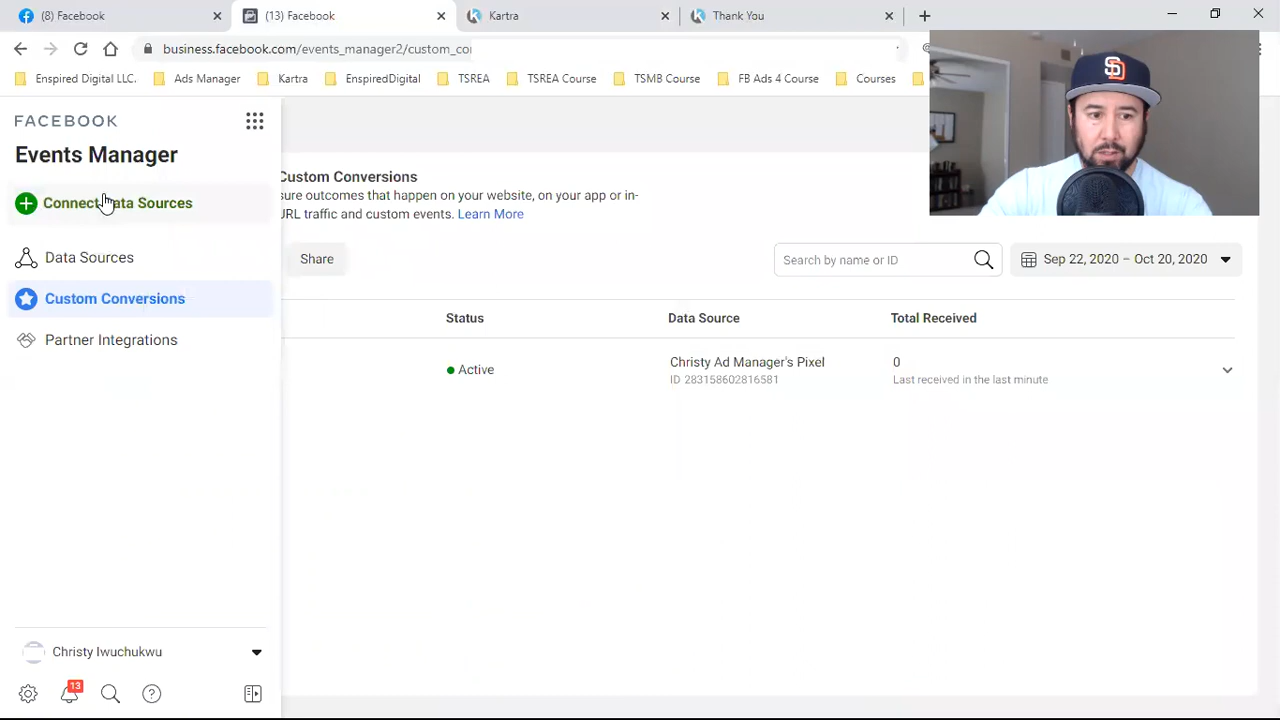 (8) Facebook
(13) Facebook
Kartra
Thank You
business.facebook.com/events_manager2/custom_co
Enspired Digital LLC.
Ads Manager
Kartra
EnspiredDigital
TSREA
TSREA Course
TSMB Course
FB Ads 4 Course
Courses
SD
FACEBOOK
Events Manager
Connect Data Sources
Data Sources
Custom Conversions
Partner Integrations
Custom Conversions
sure outcomes that happen on your website, on your app or in-
URL traffic and custom events. Learn More
Share
Search by name or ID
Sep 22, 2020 – Oct 20, 2020
Status
Data Source
Total Received
Active
Christy Ad Manager's Pixel
0
ID 283158602816581
Last received in the last minute
Christy Iwuchukwu
13